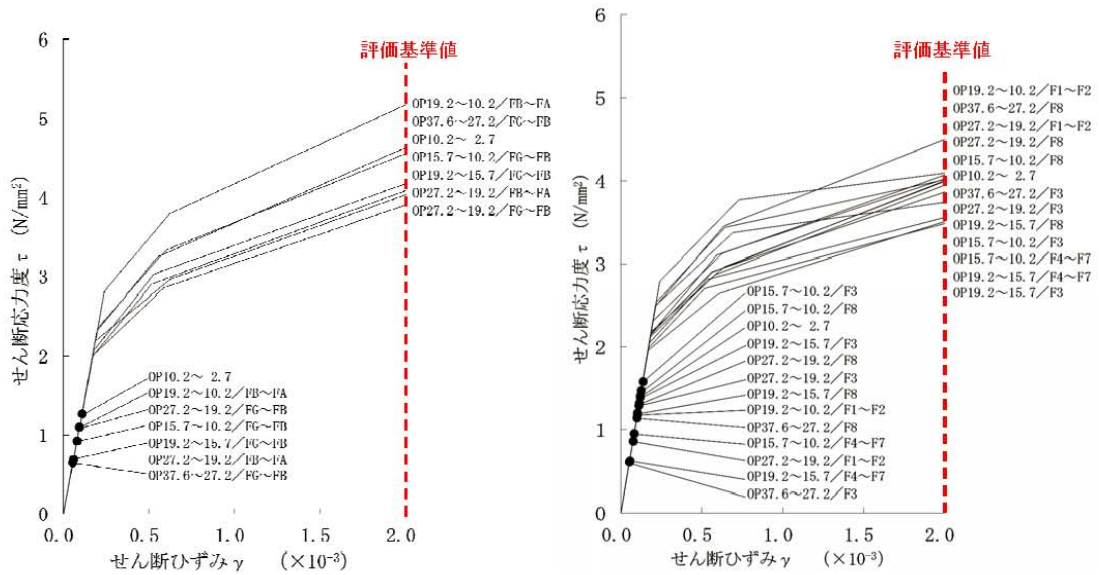 評価基準値
6
5
4
3
2
1
0
せん断応力度 τ (N/mm²)
OP19.2～10.2／FB～FA
OP37.6～27.2／FG～FB
OP10.2～ 2.7
OP15.7～10.2／FG～FB
OP19.2～15.7／FG～FB
OP27.2～19.2／FB～FA
OP27.2～19.2／FG～FB
OP10.2～ 2.7
OP19.2～10.2／FB～FA
OP27.2～19.2／FG～FB
OP15.7～10.2／FG～FB
OP19.2～15.7／FG～FB
OP27.2～19.2／FB～FA
OP37.6～27.2／FG～FB
0.0 0.5 1.0 1.5 2.0
せん断ひずみγ (×10⁻³)
評価基準値
6
5
4
3
2
1
0
せん断応力度 τ (N/mm²)
OP19.2～10.2／F1～F2
OP37.6～27.2／F8
OP27.2～19.2／F1～F2
OP27.2～19.2／F8
OP15.7～10.2／F8
OP10.2～ 2.7
OP37.6～27.2／F3
OP27.2～19.2／F3
OP19.2～15.7／F8
OP15.7～10.2／F3
OP15.7～10.2／F4～F7
OP19.2～15.7／F4～F7
OP19.2～15.7／F3
OP15.7～10.2／F3
OP15.7～10.2／F8
OP10.2～ 2.7
OP19.2～15.7／F3
OP27.2～19.2／F8
OP27.2～19.2／F3
OP19.2～15.7／F8
OP19.2～10.2／F1～F2
OP37.6～27.2／F8
OP15.7～10.2／F4～F7
OP27.2～19.2／F1～F2
OP19.2～15.7／F4～F7
OP37.6～27.2／F3
0.0 0.5 1.0 1.5 2.0
せん断ひずみγ (×10⁻³)